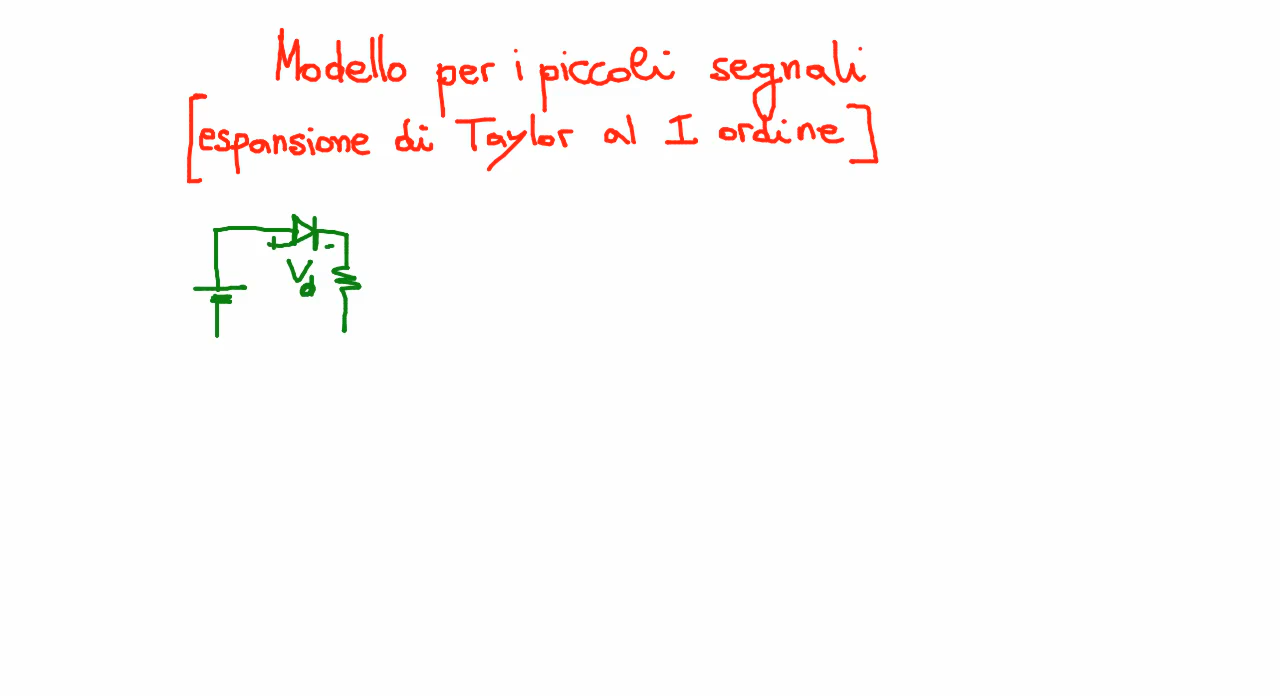 Modello per i piccoli segnali
[espansione di Taylor al I ordine]
+ -
Vd